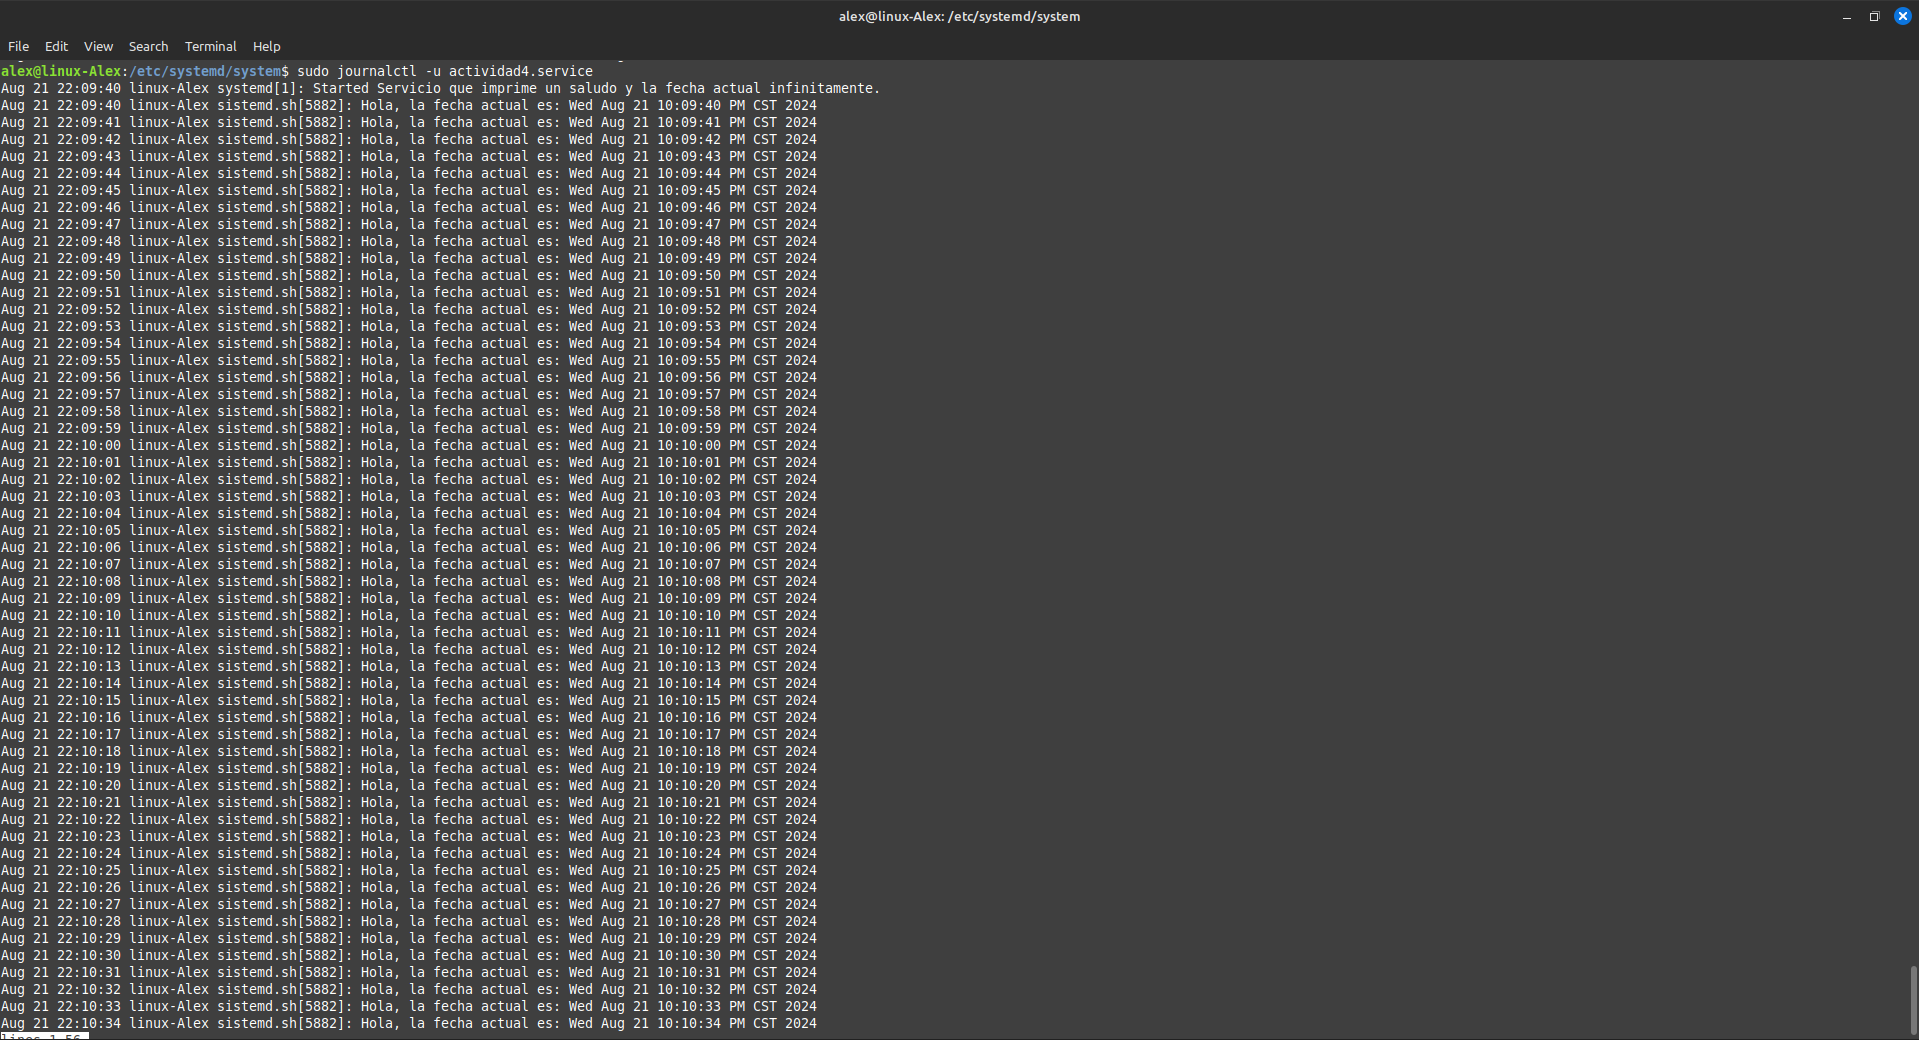 alex@linux-Alex: /etc/systemd/system
File Edit View Search Terminal Help
alex@linux-Alex:/etc/systemd/system$ sudo journalctl -u actividad4.service
Aug 21 22:09:40 linux-Alex systemd[1]: Started Servicio que imprime un saludo y la fecha actual infinitamente.
Aug 21 22:09:40 linux-Alex sistemd.sh[5882]: Hola, la fecha actual es: Wed Aug 21 10:09:40 PM CST 2024
Aug 21 22:09:41 linux-Alex sistemd.sh[5882]: Hola, la fecha actual es: Wed Aug 21 10:09:41 PM CST 2024
Aug 21 22:09:42 linux-Alex sistemd.sh[5882]: Hola, la fecha actual es: Wed Aug 21 10:09:42 PM CST 2024
Aug 21 22:09:43 linux-Alex sistemd.sh[5882]: Hola, la fecha actual es: Wed Aug 21 10:09:43 PM CST 2024
Aug 21 22:09:44 linux-Alex sistemd.sh[5882]: Hola, la fecha actual es: Wed Aug 21 10:09:44 PM CST 2024
Aug 21 22:09:45 linux-Alex sistemd.sh[5882]: Hola, la fecha actual es: Wed Aug 21 10:09:45 PM CST 2024
Aug 21 22:09:46 linux-Alex sistemd.sh[5882]: Hola, la fecha actual es: Wed Aug 21 10:09:46 PM CST 2024
Aug 21 22:09:47 linux-Alex sistemd.sh[5882]: Hola, la fecha actual es: Wed Aug 21 10:09:47 PM CST 2024
Aug 21 22:09:48 linux-Alex sistemd.sh[5882]: Hola, la fecha actual es: Wed Aug 21 10:09:48 PM CST 2024
Aug 21 22:09:49 linux-Alex sistemd.sh[5882]: Hola, la fecha actual es: Wed Aug 21 10:09:49 PM CST 2024
Aug 21 22:09:50 linux-Alex sistemd.sh[5882]: Hola, la fecha actual es: Wed Aug 21 10:09:50 PM CST 2024
Aug 21 22:09:51 linux-Alex sistemd.sh[5882]: Hola, la fecha actual es: Wed Aug 21 10:09:51 PM CST 2024
Aug 21 22:09:52 linux-Alex sistemd.sh[5882]: Hola, la fecha actual es: Wed Aug 21 10:09:52 PM CST 2024
Aug 21 22:09:53 linux-Alex sistemd.sh[5882]: Hola, la fecha actual es: Wed Aug 21 10:09:53 PM CST 2024
Aug 21 22:09:54 linux-Alex sistemd.sh[5882]: Hola, la fecha actual es: Wed Aug 21 10:09:54 PM CST 2024
Aug 21 22:09:55 linux-Alex sistemd.sh[5882]: Hola, la fecha actual es: Wed Aug 21 10:09:55 PM CST 2024
Aug 21 22:09:56 linux-Alex sistemd.sh[5882]: Hola, la fecha actual es: Wed Aug 21 10:09:56 PM CST 2024
Aug 21 22:09:57 linux-Alex sistemd.sh[5882]: Hola, la fecha actual es: Wed Aug 21 10:09:57 PM CST 2024
Aug 21 22:09:58 linux-Alex sistemd.sh[5882]: Hola, la fecha actual es: Wed Aug 21 10:09:58 PM CST 2024
Aug 21 22:09:59 linux-Alex sistemd.sh[5882]: Hola, la fecha actual es: Wed Aug 21 10:09:59 PM CST 2024
Aug 21 22:10:00 linux-Alex sistemd.sh[5882]: Hola, la fecha actual es: Wed Aug 21 10:10:00 PM CST 2024
Aug 21 22:10:01 linux-Alex sistemd.sh[5882]: Hola, la fecha actual es: Wed Aug 21 10:10:01 PM CST 2024
Aug 21 22:10:02 linux-Alex sistemd.sh[5882]: Hola, la fecha actual es: Wed Aug 21 10:10:02 PM CST 2024
Aug 21 22:10:03 linux-Alex sistemd.sh[5882]: Hola, la fecha actual es: Wed Aug 21 10:10:03 PM CST 2024
Aug 21 22:10:04 linux-Alex sistemd.sh[5882]: Hola, la fecha actual es: Wed Aug 21 10:10:04 PM CST 2024
Aug 21 22:10:05 linux-Alex sistemd.sh[5882]: Hola, la fecha actual es: Wed Aug 21 10:10:05 PM CST 2024
Aug 21 22:10:06 linux-Alex sistemd.sh[5882]: Hola, la fecha actual es: Wed Aug 21 10:10:06 PM CST 2024
Aug 21 22:10:07 linux-Alex sistemd.sh[5882]: Hola, la fecha actual es: Wed Aug 21 10:10:07 PM CST 2024
Aug 21 22:10:08 linux-Alex sistemd.sh[5882]: Hola, la fecha actual es: Wed Aug 21 10:10:08 PM CST 2024
Aug 21 22:10:09 linux-Alex sistemd.sh[5882]: Hola, la fecha actual es: Wed Aug 21 10:10:09 PM CST 2024
Aug 21 22:10:10 linux-Alex sistemd.sh[5882]: Hola, la fecha actual es: Wed Aug 21 10:10:10 PM CST 2024
Aug 21 22:10:11 linux-Alex sistemd.sh[5882]: Hola, la fecha actual es: Wed Aug 21 10:10:11 PM CST 2024
Aug 21 22:10:12 linux-Alex sistemd.sh[5882]: Hola, la fecha actual es: Wed Aug 21 10:10:12 PM CST 2024
Aug 21 22:10:13 linux-Alex sistemd.sh[5882]: Hola, la fecha actual es: Wed Aug 21 10:10:13 PM CST 2024
Aug 21 22:10:14 linux-Alex sistemd.sh[5882]: Hola, la fecha actual es: Wed Aug 21 10:10:14 PM CST 2024
Aug 21 22:10:15 linux-Alex sistemd.sh[5882]: Hola, la fecha actual es: Wed Aug 21 10:10:15 PM CST 2024
Aug 21 22:10:16 linux-Alex sistemd.sh[5882]: Hola, la fecha actual es: Wed Aug 21 10:10:16 PM CST 2024
Aug 21 22:10:17 linux-Alex sistemd.sh[5882]: Hola, la fecha actual es: Wed Aug 21 10:10:17 PM CST 2024
Aug 21 22:10:18 linux-Alex sistemd.sh[5882]: Hola, la fecha actual es: Wed Aug 21 10:10:18 PM CST 2024
Aug 21 22:10:19 linux-Alex sistemd.sh[5882]: Hola, la fecha actual es: Wed Aug 21 10:10:19 PM CST 2024
Aug 21 22:10:20 linux-Alex sistemd.sh[5882]: Hola, la fecha actual es: Wed Aug 21 10:10:20 PM CST 2024
Aug 21 22:10:21 linux-Alex sistemd.sh[5882]: Hola, la fecha actual es: Wed Aug 21 10:10:21 PM CST 2024
Aug 21 22:10:22 linux-Alex sistemd.sh[5882]: Hola, la fecha actual es: Wed Aug 21 10:10:22 PM CST 2024
Aug 21 22:10:23 linux-Alex sistemd.sh[5882]: Hola, la fecha actual es: Wed Aug 21 10:10:23 PM CST 2024
Aug 21 22:10:24 linux-Alex sistemd.sh[5882]: Hola, la fecha actual es: Wed Aug 21 10:10:24 PM CST 2024
Aug 21 22:10:25 linux-Alex sistemd.sh[5882]: Hola, la fecha actual es: Wed Aug 21 10:10:25 PM CST 2024
Aug 21 22:10:26 linux-Alex sistemd.sh[5882]: Hola, la fecha actual es: Wed Aug 21 10:10:26 PM CST 2024
Aug 21 22:10:27 linux-Alex sistemd.sh[5882]: Hola, la fecha actual es: Wed Aug 21 10:10:27 PM CST 2024
Aug 21 22:10:28 linux-Alex sistemd.sh[5882]: Hola, la fecha actual es: Wed Aug 21 10:10:28 PM CST 2024
Aug 21 22:10:29 linux-Alex sistemd.sh[5882]: Hola, la fecha actual es: Wed Aug 21 10:10:29 PM CST 2024
Aug 21 22:10:30 linux-Alex sistemd.sh[5882]: Hola, la fecha actual es: Wed Aug 21 10:10:30 PM CST 2024
Aug 21 22:10:31 linux-Alex sistemd.sh[5882]: Hola, la fecha actual es: Wed Aug 21 10:10:31 PM CST 2024
Aug 21 22:10:32 linux-Alex sistemd.sh[5882]: Hola, la fecha actual es: Wed Aug 21 10:10:32 PM CST 2024
Aug 21 22:10:33 linux-Alex sistemd.sh[5882]: Hola, la fecha actual es: Wed Aug 21 10:10:33 PM CST 2024
Aug 21 22:10:34 linux-Alex sistemd.sh[5882]: Hola, la fecha actual es: Wed Aug 21 10:10:34 PM CST 2024